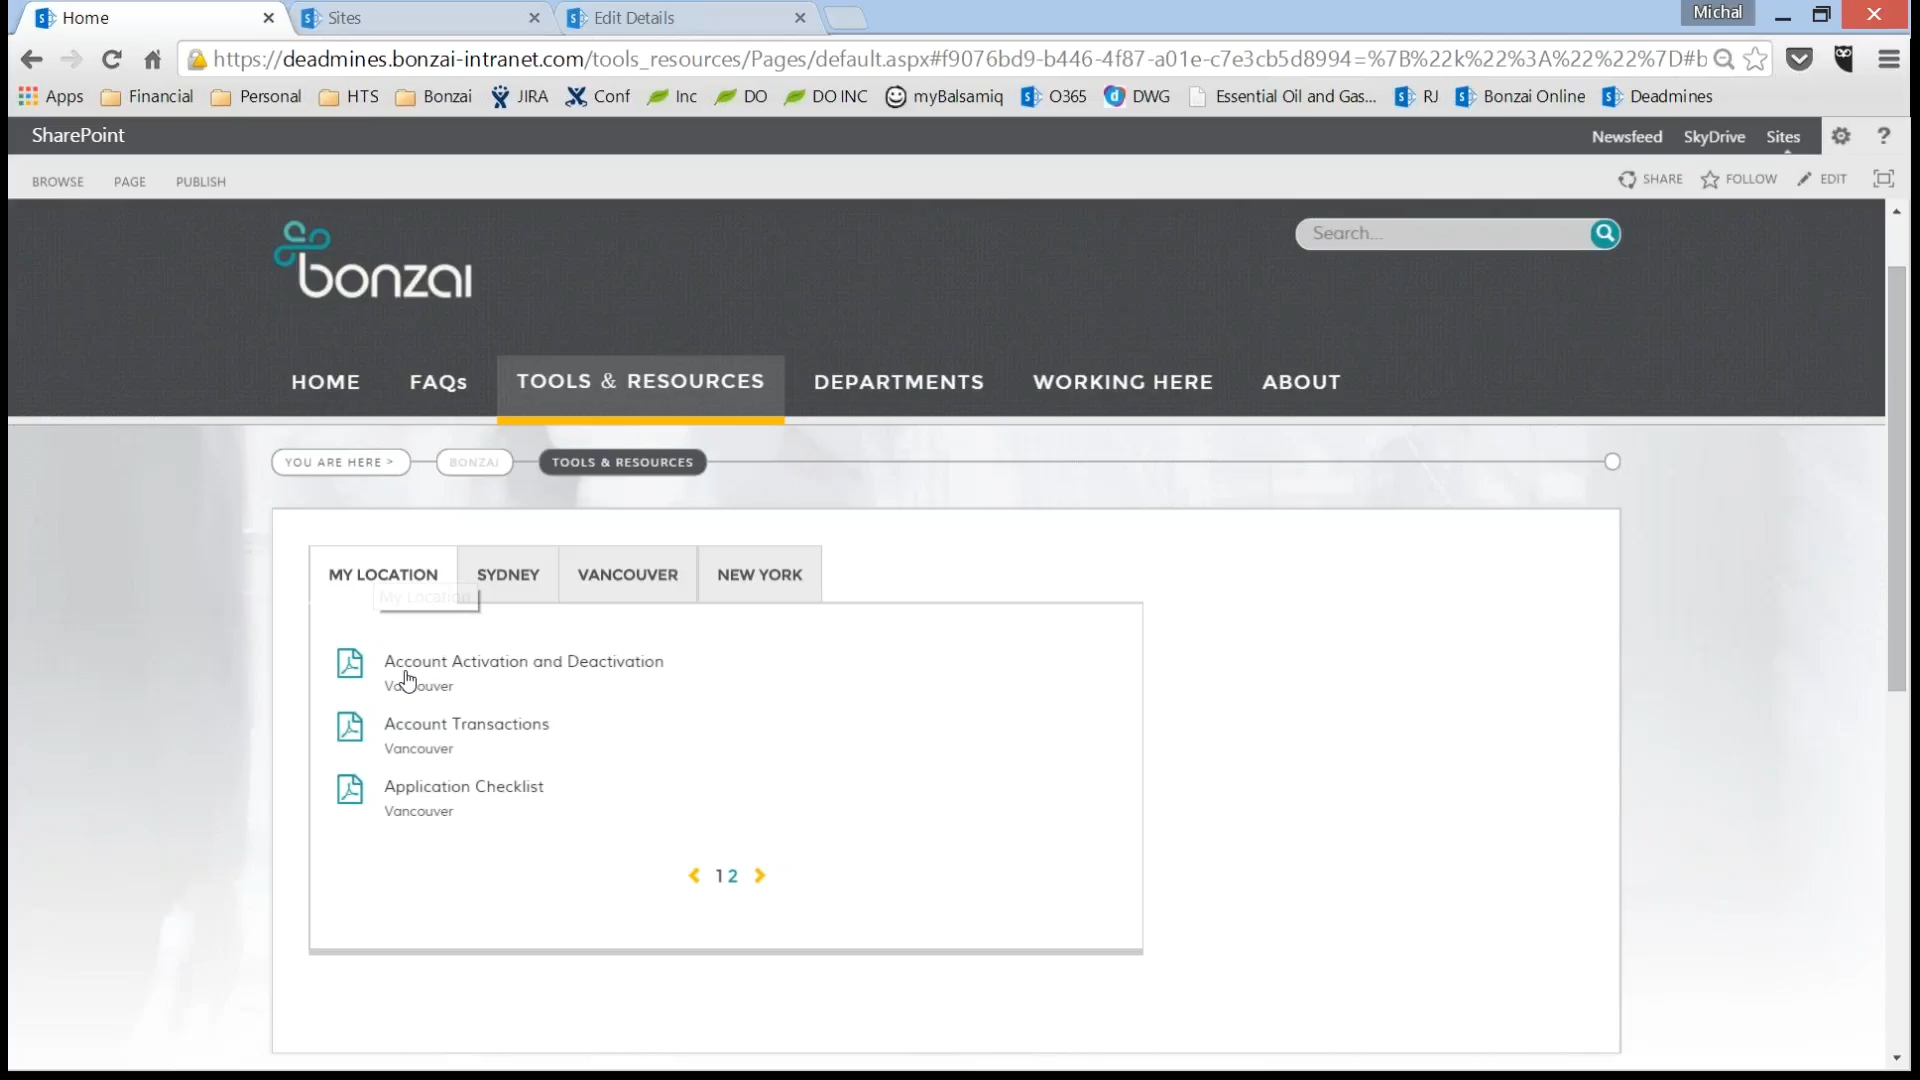 Home
Sites
Edit Details
Michal
https://deadmines.bonzai-intranet.com/tools_resources/Pages/default.aspx#f9076bd9-b446-4f87-a01e-c7e3cb5d8994=%7B%22k%22%3A%22%22%7D#b
Apps Financial Personal HTS Bonzai JIRA Conf Inc DO DO INC myBalsamiq O365 DWG Essential Oil and Gas... RJ Bonzai Online Deadmines
SharePoint
Newsfeed SkyDrive Sites ?
BROWSE PAGE PUBLISH
SHARE FOLLOW EDIT
bonzai
Search...
HOME FAQs TOOLS & RESOURCES DEPARTMENTS WORKING HERE ABOUT
YOU ARE HERE > BONZAI TOOLS & RESOURCES
MY LOCATION SYDNEY VANCOUVER NEW YORK
My Location
Account Activation and Deactivation
Vancouver
Account Transactions
Vancouver
Application Checklist
Vancouver
1 2